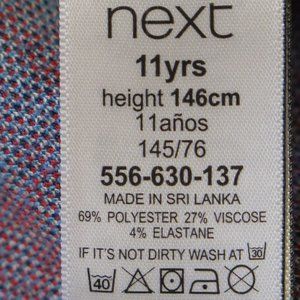 next
11yrs
height 146cm
11años
145/76
556-630-137
MADE IN SRI LANKA
69% POLYESTER 27% VISCOSE
4% ELASTANE
IF IT'S NOT DIRTY WASH AT 30
40